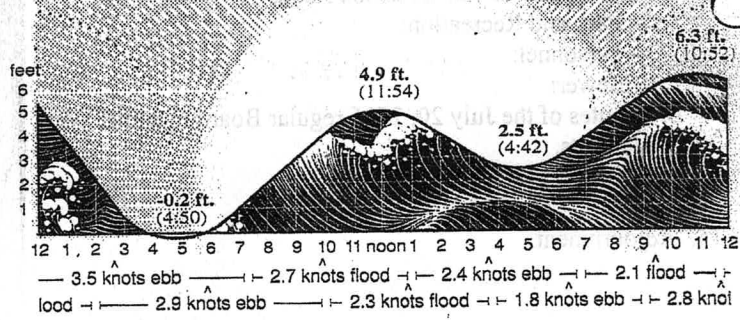 6.3 ft.
(10:52)
feet
4.9 ft.
(11:54)
6
5
2.5 ft.
(4:42)
4
3
2
-0.2 ft.
(4:50)
1
12 1 2 3 4 5 6 7 8 9 10 11 noon 1 2 3 4 5 6 7 8 9 10 11 12
3.5 knots ebb 2.7 knots flood 2.4 knots ebb 2.1 flood
lood 2.9 knots ebb 2.3 knots flood 1.8 knots ebb 2.8 knot